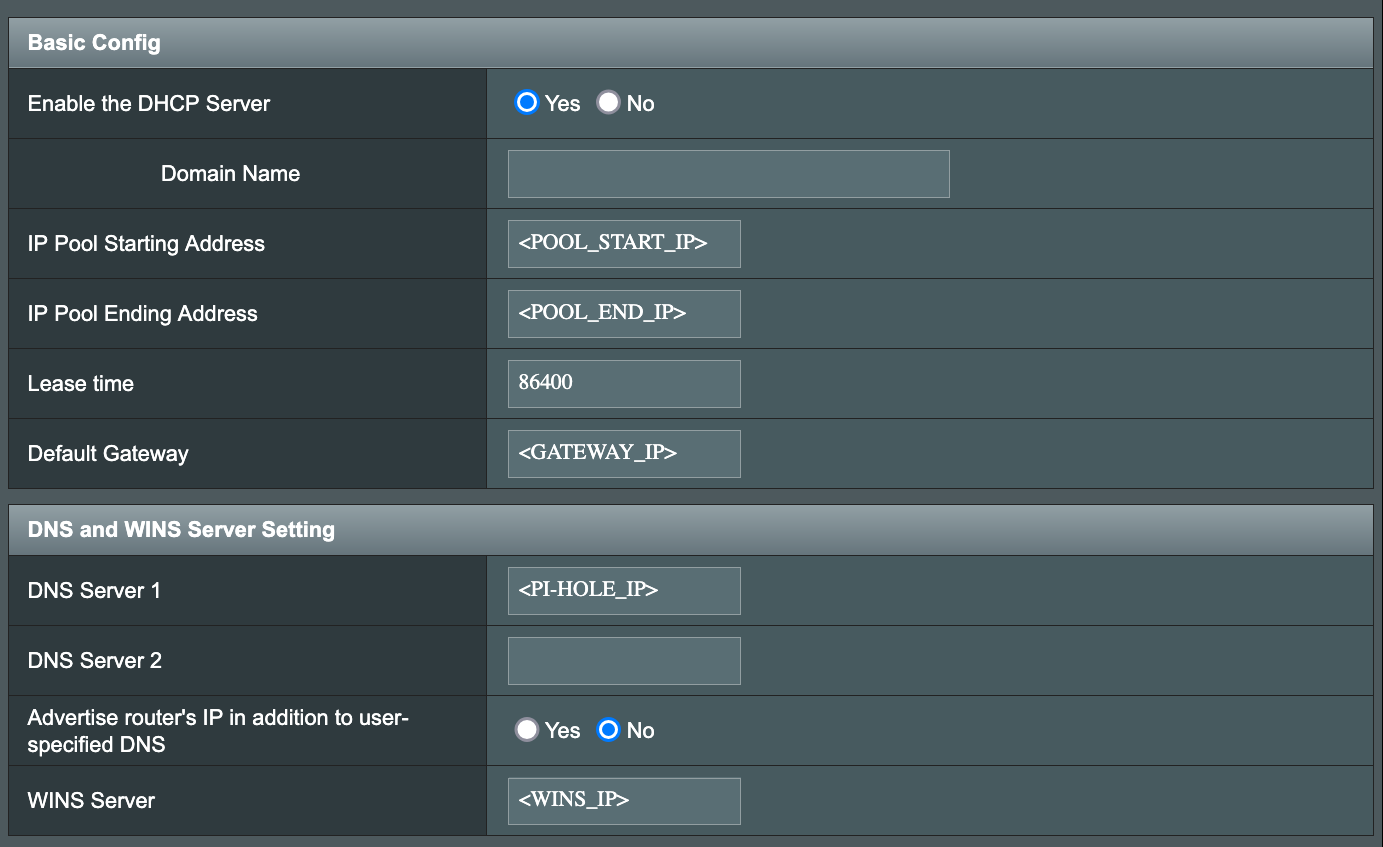 Basic Config
Enable the DHCP Server
Yes No
Domain Name
IP Pool Starting Address
<POOL_START_IP>
IP Pool Ending Address
<POOL_END_IP>
Lease time
86400
Default Gateway
<GATEWAY_IP>
DNS and WINS Server Setting
DNS Server 1
<PI-HOLE_IP>
DNS Server 2
Advertise router's IP in addition to user-
specified DNS
Yes No
WINS Server
<WINS_IP>